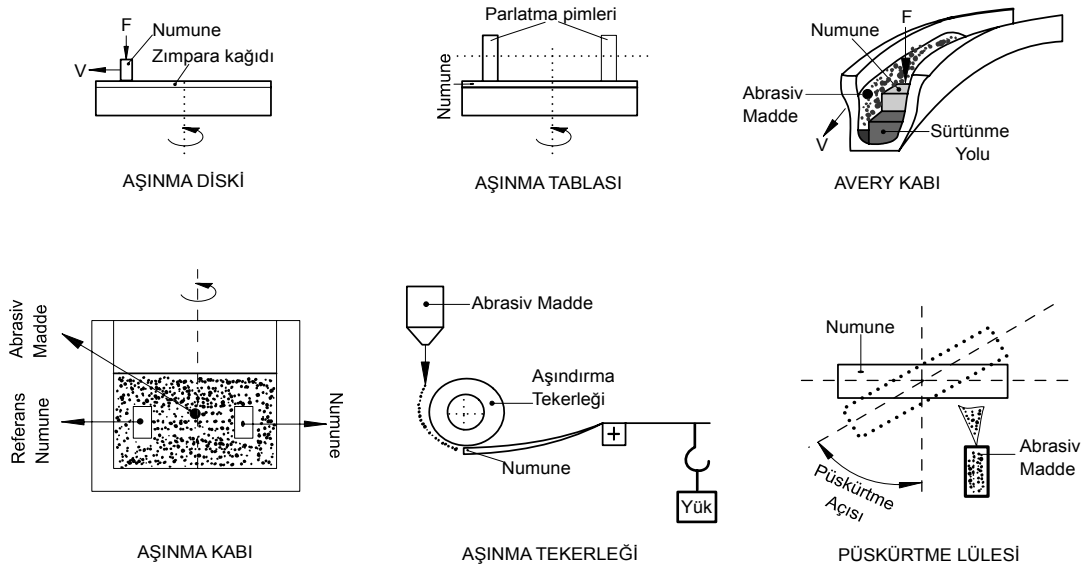 F
Numune
Zımpara kağıdı
V
AŞINMA DİSKİ
Parlatma pimleri
Numune
AŞINMA TABLASI
F
Numune
Abrasiv
Madde
V
Sürtünme
Yolu
AVERY KABI
Abrasiv
Madde
Referans
Numune
Numune
AŞINMA KABI
Abrasiv Madde
Aşındırma
Tekerleği
Numune
Yük
AŞINMA TEKERLEĞİ
Numune
Abrasiv
Madde
Püskürtme
Açısı
PÜSKÜRTME LÜLESİ